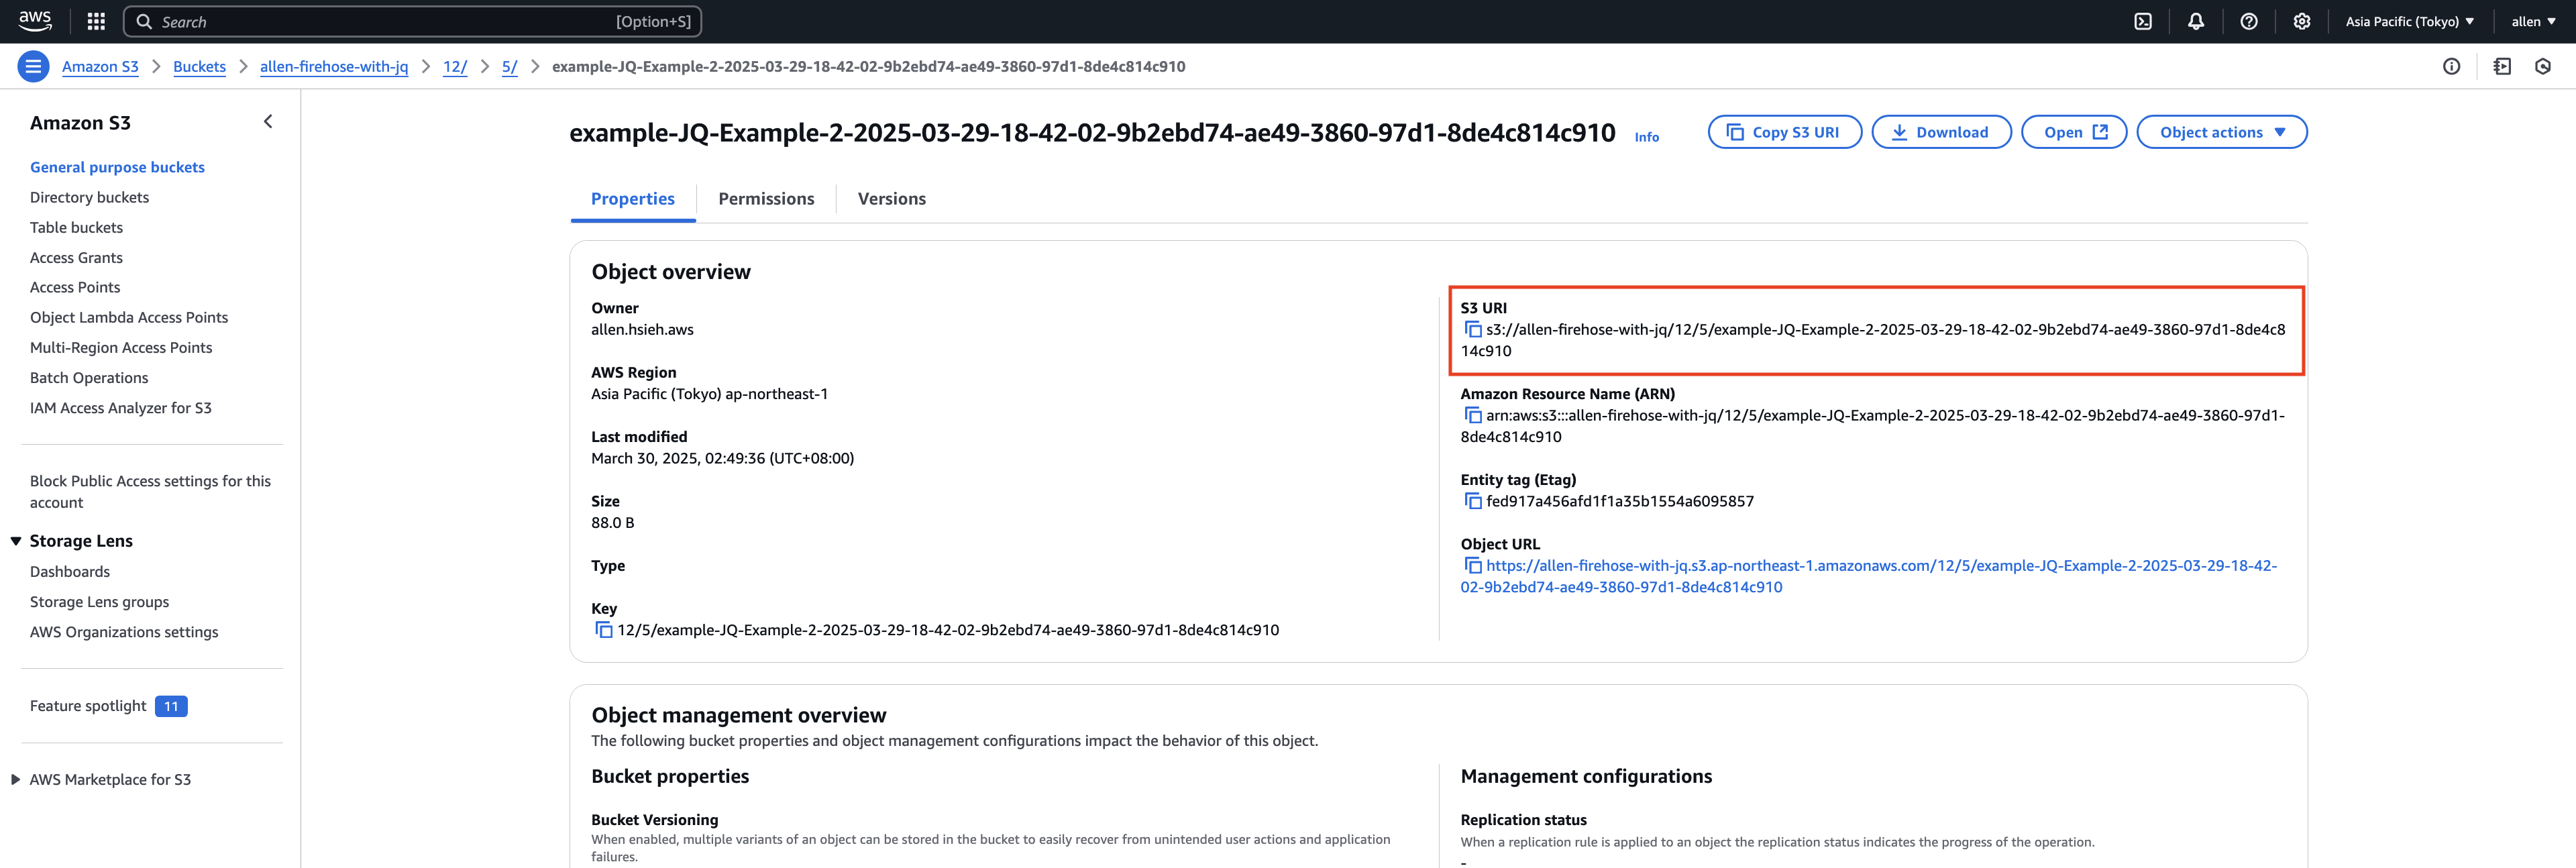 aws
Search
[Option+S]
Asia Pacific (Tokyo)
allen
Amazon S3
Buckets
allen-firehose-with-jq
12/
5/
example-JQ-Example-2-2025-03-29-18-42-02-9b2ebd74-ae49-3860-97d1-8de4c814c910
Amazon S3
General purpose buckets
Directory buckets
Table buckets
Access Grants
Access Points
Object Lambda Access Points
Multi-Region Access Points
Batch Operations
IAM Access Analyzer for S3
Block Public Access settings for this
account
Storage Lens
Dashboards
Storage Lens groups
AWS Organizations settings
Feature spotlight 11
AWS Marketplace for S3
example-JQ-Example-2-2025-03-29-18-42-02-9b2ebd74-ae49-3860-97d1-8de4c814c910 Info
Copy S3 URI
Download
Open
Object actions
Properties
Permissions
Versions
Object overview
Owner
allen.hsieh.aws
AWS Region
Asia Pacific (Tokyo) ap-northeast-1
Last modified
March 30, 2025, 02:49:36 (UTC+08:00)
Size
88.0 B
Type
Key
12/5/example-JQ-Example-2-2025-03-29-18-42-02-9b2ebd74-ae49-3860-97d1-8de4c814c910
S3 URI
s3://allen-firehose-with-jq/12/5/example-JQ-Example-2-2025-03-29-18-42-02-9b2ebd74-ae49-3860-97d1-8de4c8
14c910
Amazon Resource Name (ARN)
arn:aws:s3:::allen-firehose-with-jq/12/5/example-JQ-Example-2-2025-03-29-18-42-02-9b2ebd74-ae49-3860-97d1-
8de4c814c910
Entity tag (Etag)
fed917a456afd1f1a35b1554a6095857
Object URL
https://allen-firehose-with-jq.s3.ap-northeast-1.amazonaws.com/12/5/example-JQ-Example-2-2025-03-29-18-42-
02-9b2ebd74-ae49-3860-97d1-8de4c814c910
Object management overview
The following bucket properties and object management configurations impact the behavior of this object.
Bucket properties
Bucket Versioning
When enabled, multiple variants of an object can be stored in the bucket to easily recover from unintended user actions and application
failures.
Management configurations
Replication status
When a replication rule is applied to an object the replication status indicates the progress of the operation.
-